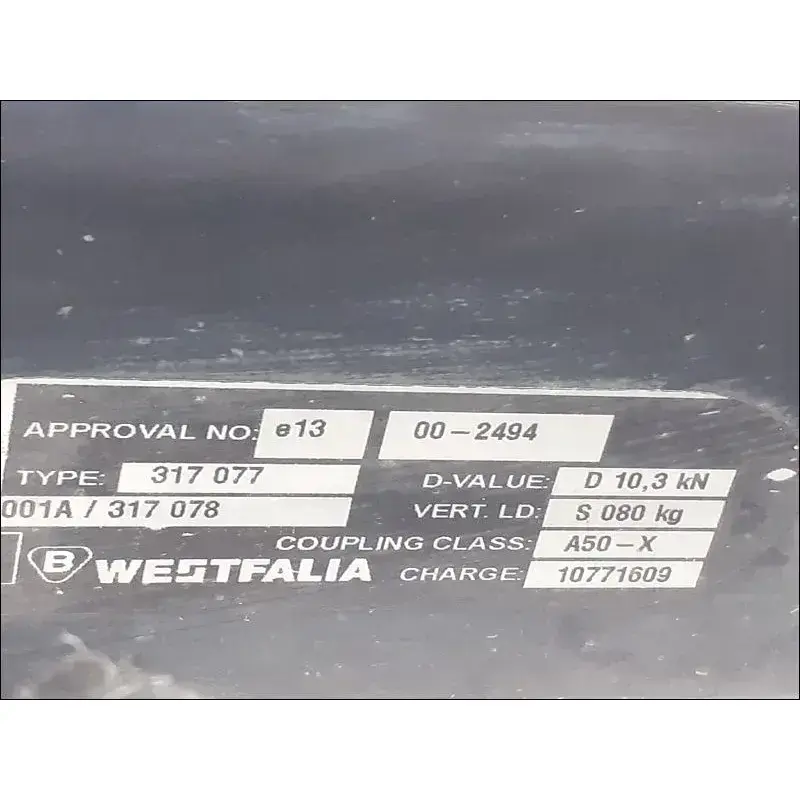 APPROVAL NO: e13 00-2494
TYPE: 317 077 D-VALUE: D 10,3 kN
001A / 317 078 VERT. LD: S 080 kg
COUPLING CLASS: A50-X
B WESTFALIA CHARGE: 10771609